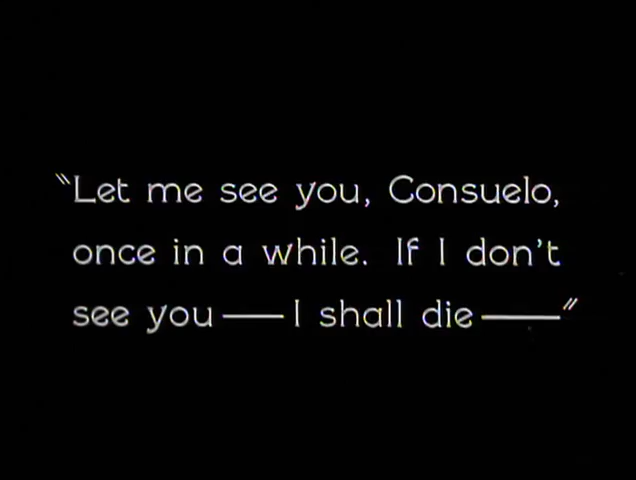 "Let me see you, Consuelo,
once in a while. If I don't
see you——I shall die——"